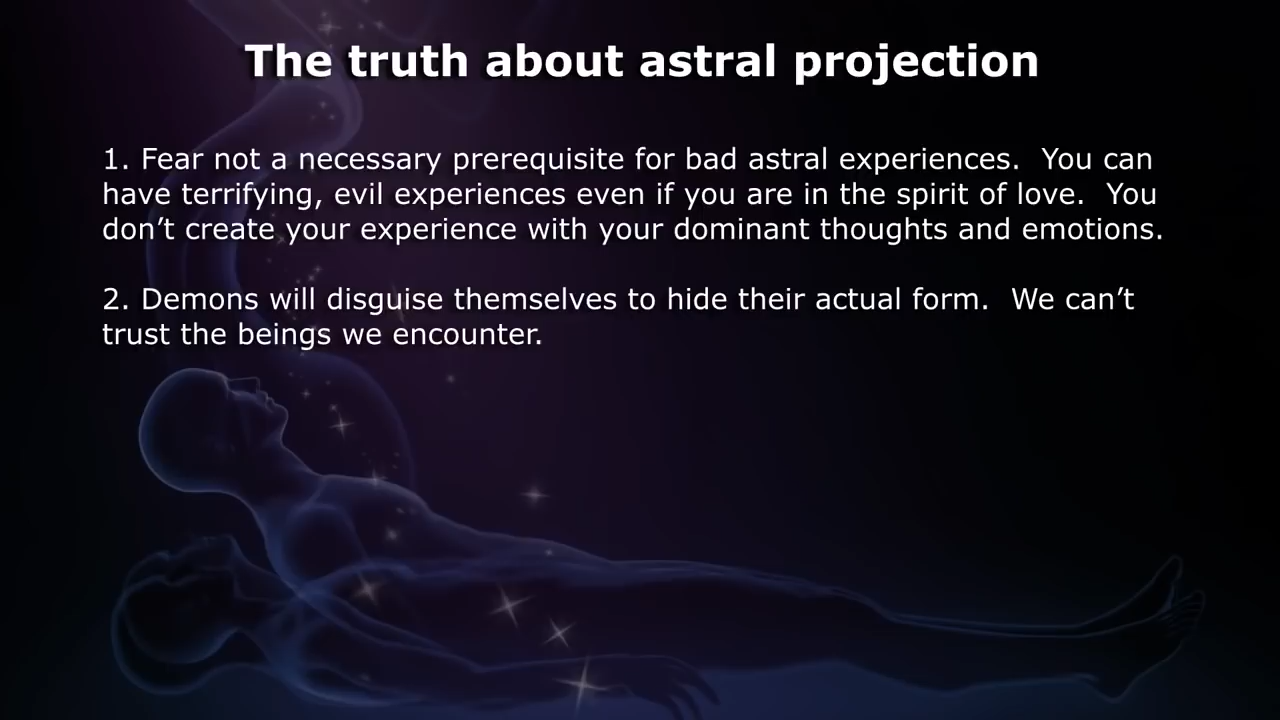 The truth about astral projection
1. Fear not a necessary prerequisite for bad astral experiences.  You can
have terrifying, evil experiences even if you are in the spirit of love.  You
don’t create your experience with your dominant thoughts and emotions.
2. Demons will disguise themselves to hide their actual form.  We can’t
trust the beings we encounter.